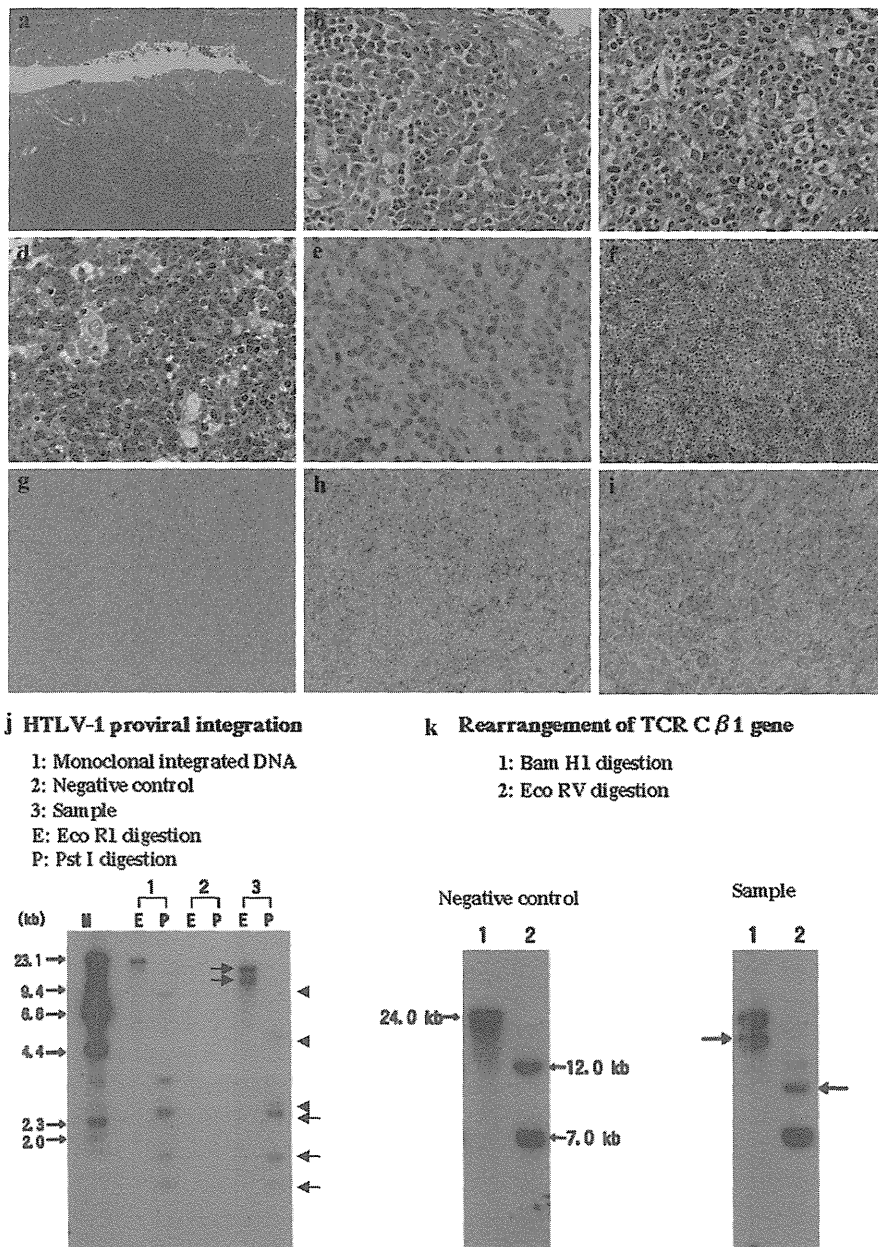 a
b
c
d
e
f
g
h
i
j HTLV-1 proviral integration
1: Monoclonal integrated DNA
2: Negative control
3: Sample
E: Eco R1 digestion
P: Pst I digestion
k Rearrangement of TCR C β1 gene
1: Bam H1 digestion
2: Eco RV digestion
1 2 3
(kb) M E P E P E P
23.1
9.4
6.6
4.4
2.3
2.0
Negative control
1 2
24.0 kb
12.0 kb
7.0 kb
Sample
1 2